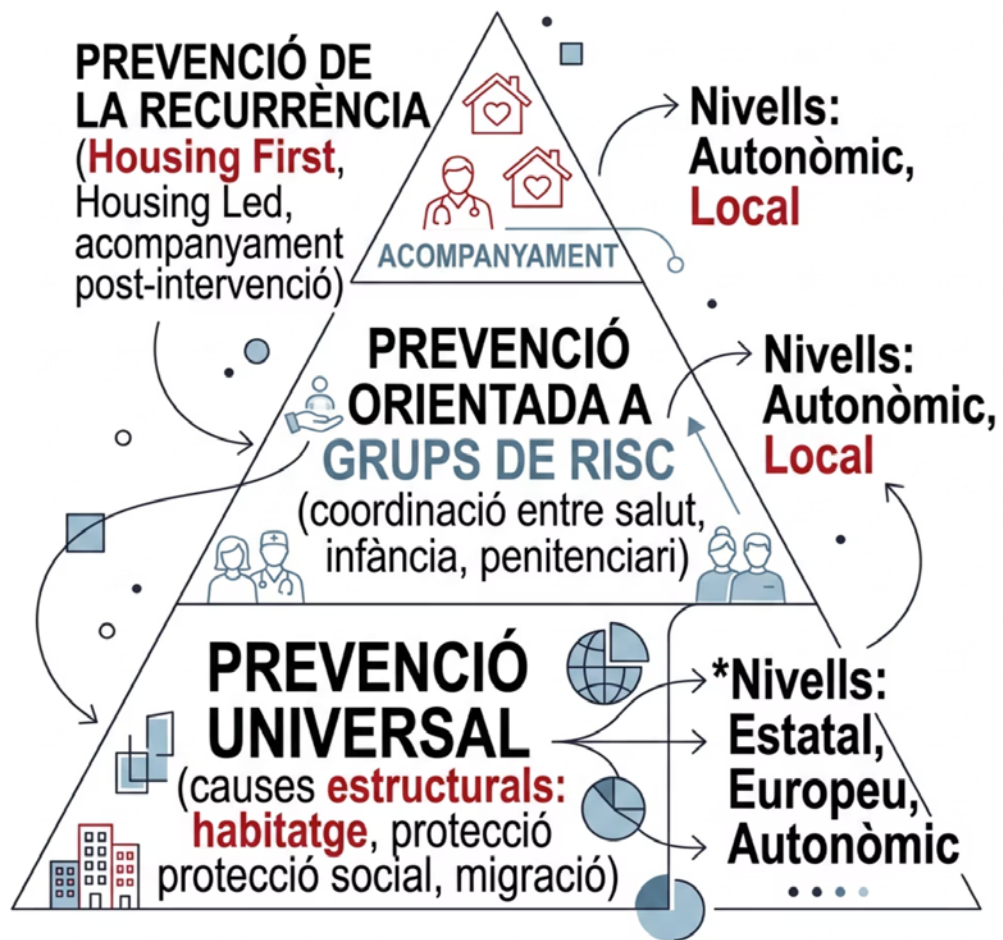 PREVENCIÓ DE
LA RECURRÈNCIA
(Housing First,
Housing Led,
acompanyament
post-intervenció)
ACOMPANYAMENT
Nivells:
Autonòmic,
Local
PREVENCIÓ
ORIENTADA A
GRUPS DE RISC
(coordinació entre salut,
infància, penitenciari)
Nivells:
Autonòmic,
Local
PREVENCIÓ
UNIVERSAL
(causes estructurals:
habitatge, protecció
protecció social, migració)
*Nivells:
Estatal,
Europeu,
Autonòmic